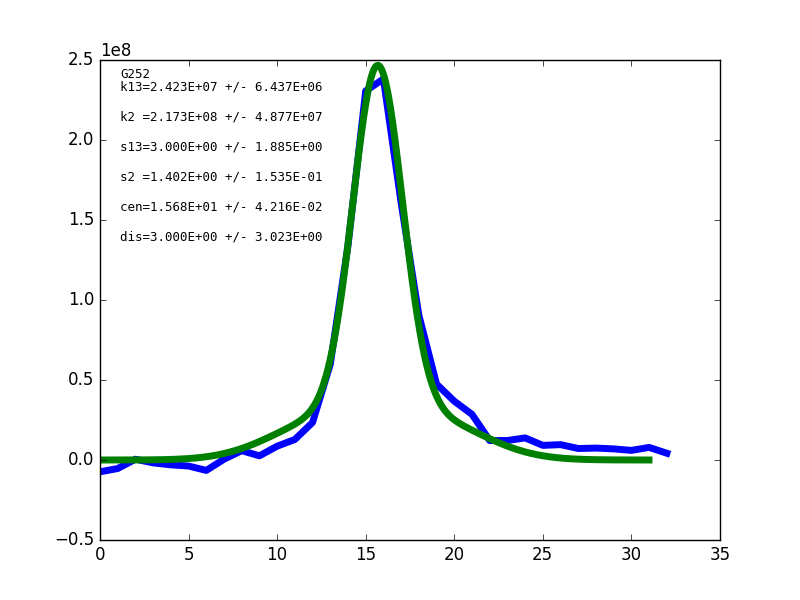 1e8
2.5
G252
k13=2.423E+07 +/- 6.437E+06
k2 =2.173E+08 +/- 4.877E+07
2.0
s13=3.000E+00 +/- 1.885E+00
s2 =1.402E+00 +/- 1.535E-01
cen=1.568E+01 +/- 4.216E-02
1.5
dis=3.000E+00 +/- 3.023E+00
1.0
0.5
0.0
−0.5
0 5 10 15 20 25 30 35